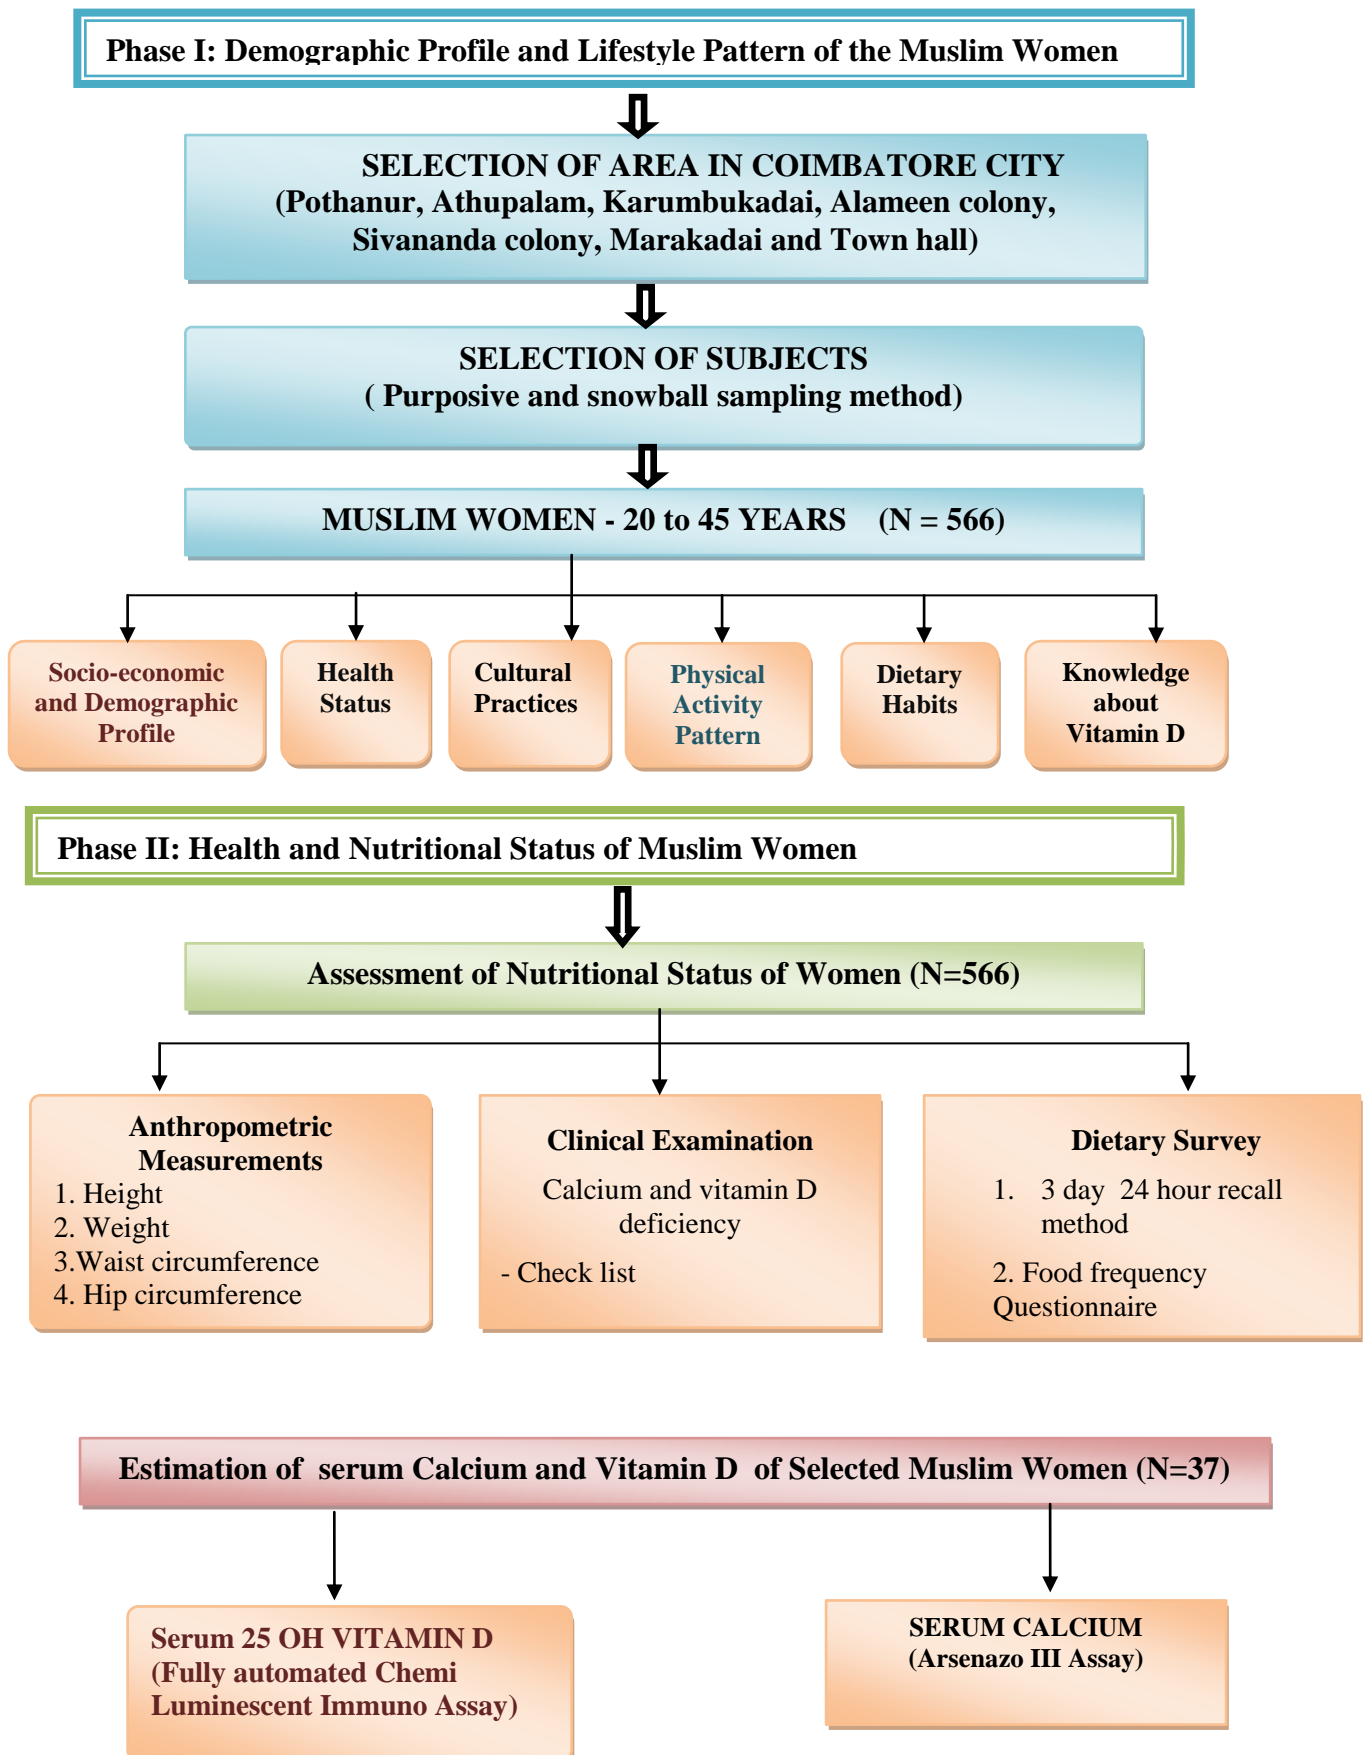 Phase I: Demographic Profile and Lifestyle Pattern of the Muslim Women
SELECTION OF AREA IN COIMBATORE CITY
(Pothanur, Athupalam, Karumbukadai, Alameen colony,
Sivananda colony, Marakadai and Town hall)
SELECTION OF SUBJECTS
( Purposive and snowball sampling method)
MUSLIM WOMEN - 20 to 45 YEARS (N = 566)
Socio-economic
and Demographic
Profile
Health
Status
Cultural
Practices
Physical
Activity
Pattern
Dietary
Habits
Knowledge
about
Vitamin D
Phase II: Health and Nutritional Status of Muslim Women
Assessment of Nutritional Status of Women (N=566)
Anthropometric
Measurements
1. Height
2. Weight
3.Waist circumference
4. Hip circumference
Clinical Examination
Calcium and vitamin D
deficiency
- Check list
Dietary Survey
1. 3 day 24 hour recall
method
2. Food frequency
Questionnaire
Estimation of serum Calcium and Vitamin D of Selected Muslim Women (N=37)
Serum 25 OH VITAMIN D
(Fully automated Chemi
Luminescent Immuno Assay)
SERUM CALCIUM
(Arsenazo III Assay)